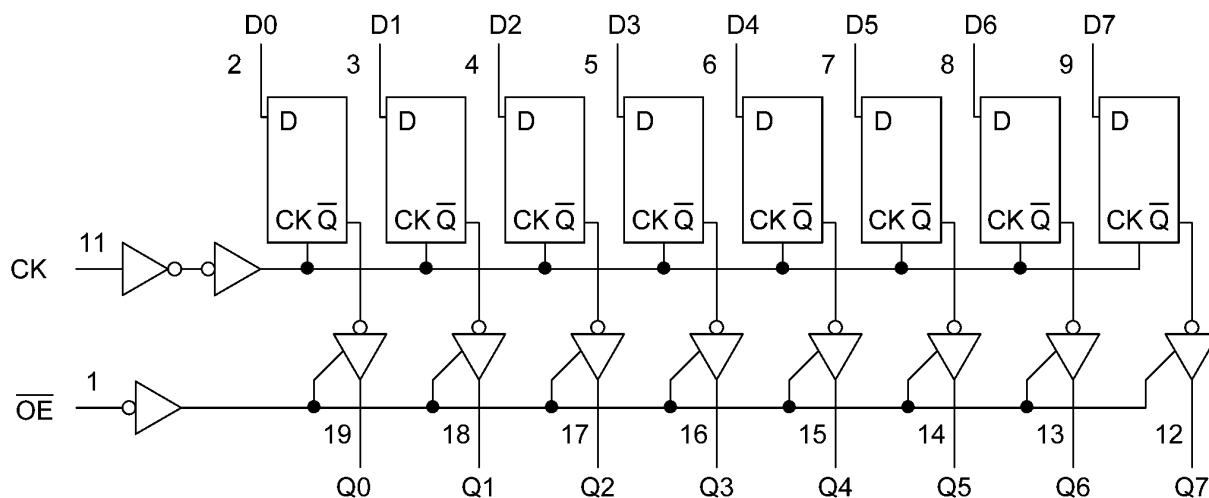 D0 D1 D2 D3 D4 D5 D6 D7
2 3 4 5 6 7 8 9
D D D D D D D D
CK Q̅ CK Q̅ CK Q̅ CK Q̅ CK Q̅ CK Q̅ CK Q̅ CK Q̅
11
CK
1
O̅E̅
19 18 17 16 15 14 13 12
Q0 Q1 Q2 Q3 Q4 Q5 Q6 Q7